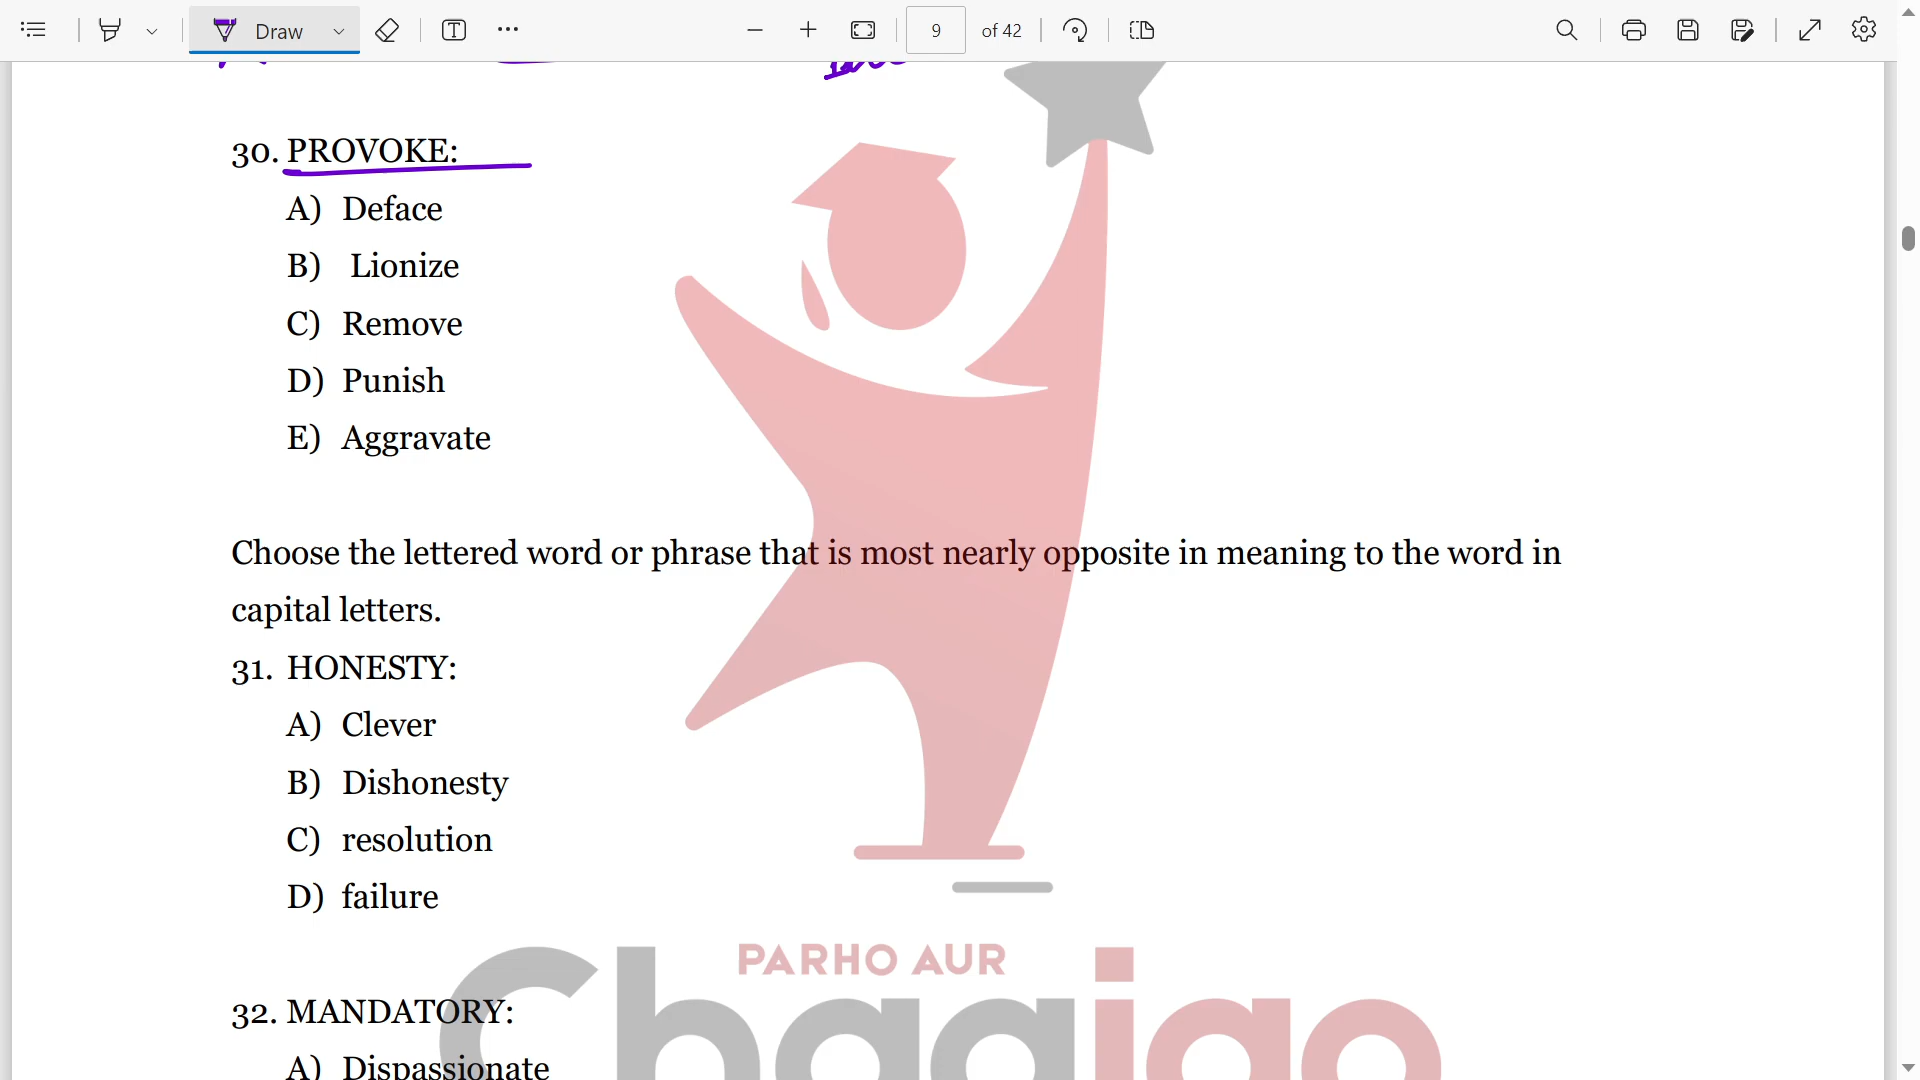 Draw
9 of 42
30. PROVOKE:
A) Deface
B) Lionize
C) Remove
D) Punish
E) Aggravate
Choose the lettered word or phrase that is most nearly opposite in meaning to the word in
capital letters.
31. HONESTY:
A) Clever
B) Dishonesty
C) resolution
D) failure
PARHO AUR
32. MANDATORY:
A) Dispassionate